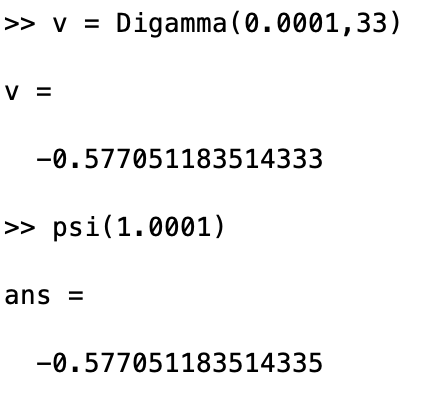 >> v = Digamma(0.0001,33)
v =
-0.577051183514333
>> psi(1.0001)
ans =
-0.577051183514335